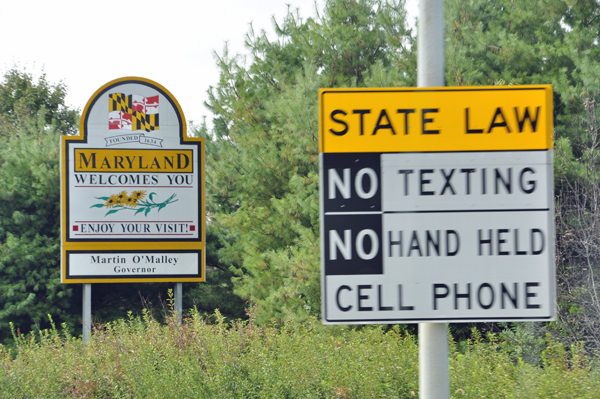 FOUNDED 1634
MARYLAND
WELCOMES YOU
ENJOY YOUR VISIT!
Martin O'Malley
Governor
STATE LAW
NO TEXTING
NO HAND HELD
CELL PHONE